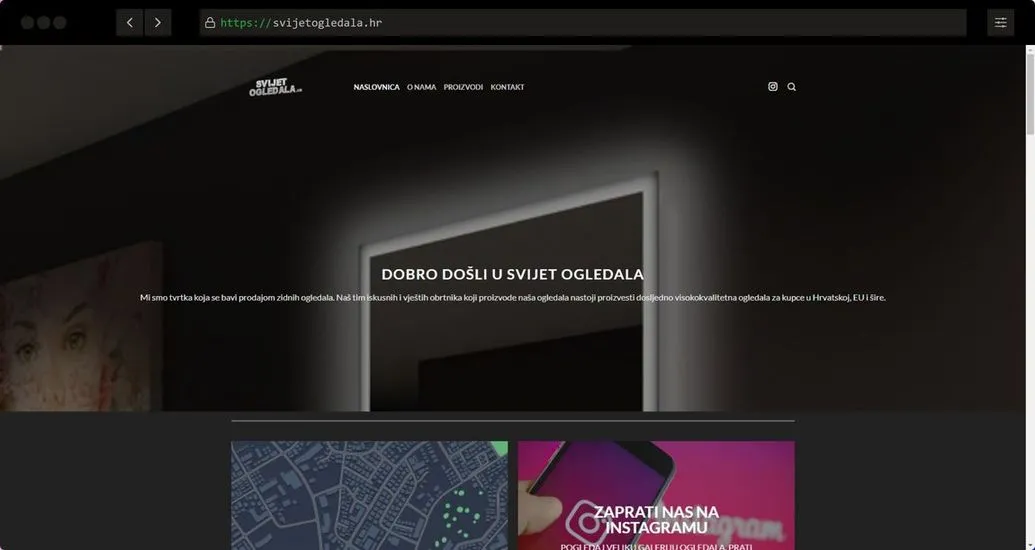 https://svijetogledala.hr
SVIJET
OGLEDALA.HR
NASLOVNICA O NAMA PROIZVODI KONTAKT
DOBRO DOŠLI U SVIJET OGLEDALA
Mi smo tvrtka koja se bavi prodajom zidnih ogledala. Naš tim iskusnih i vještih obrtnika koji proizvode naša ogledala nastoji proizvesti dosljedno visokokvalitetna ogledala za kupce u Hrvatskoj, EU i šire.
ZAPRATI NAS NA
INSTAGRAMU
POGLEDAJ VELIKU GALERIJU OGLEDALA, PRATI